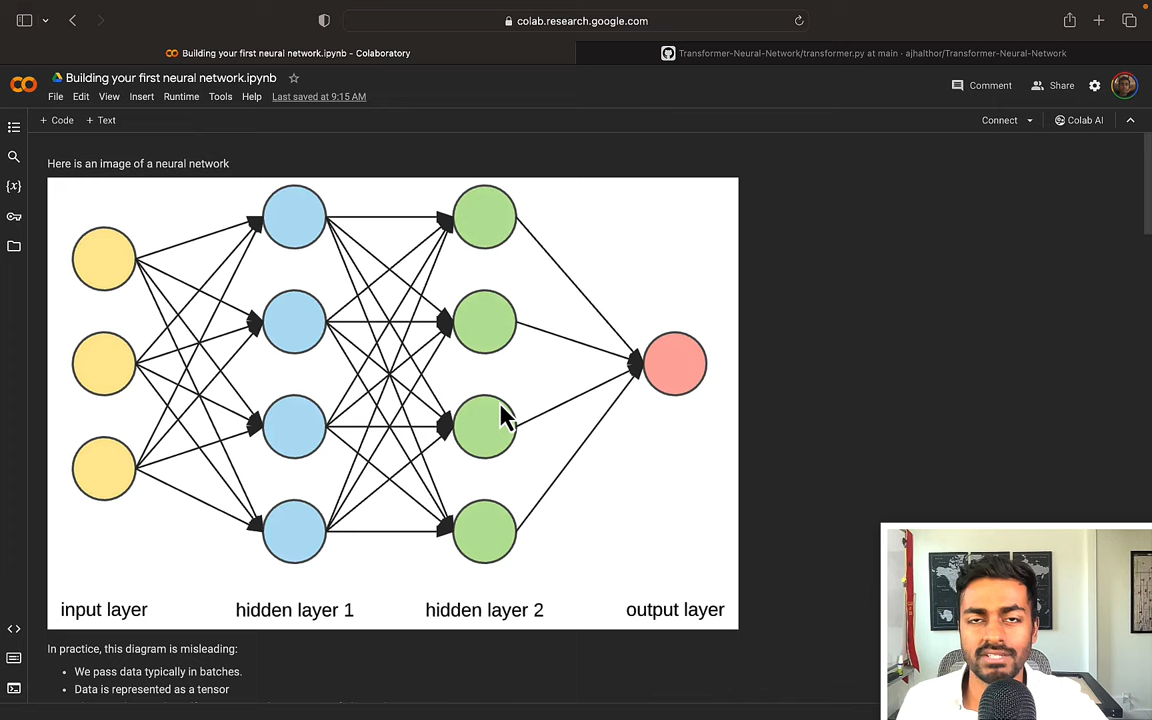 colab.research.google.com
Building your first neural network.ipynb - Colaboratory
Transformer-Neural-Network/transformer.py at main · ajhalthor/Transformer-Neural-Network
Building your first neural network.ipynb
File Edit View Insert Runtime Tools Help Last saved at 9:15 AM
Comment Share
+ Code + Text
Connect Colab AI
Here is an image of a neural network
input layer hidden layer 1 hidden layer 2 output layer
In practice, this diagram is misleading:
• We pass data typically in batches.
• Data is represented as a tensor